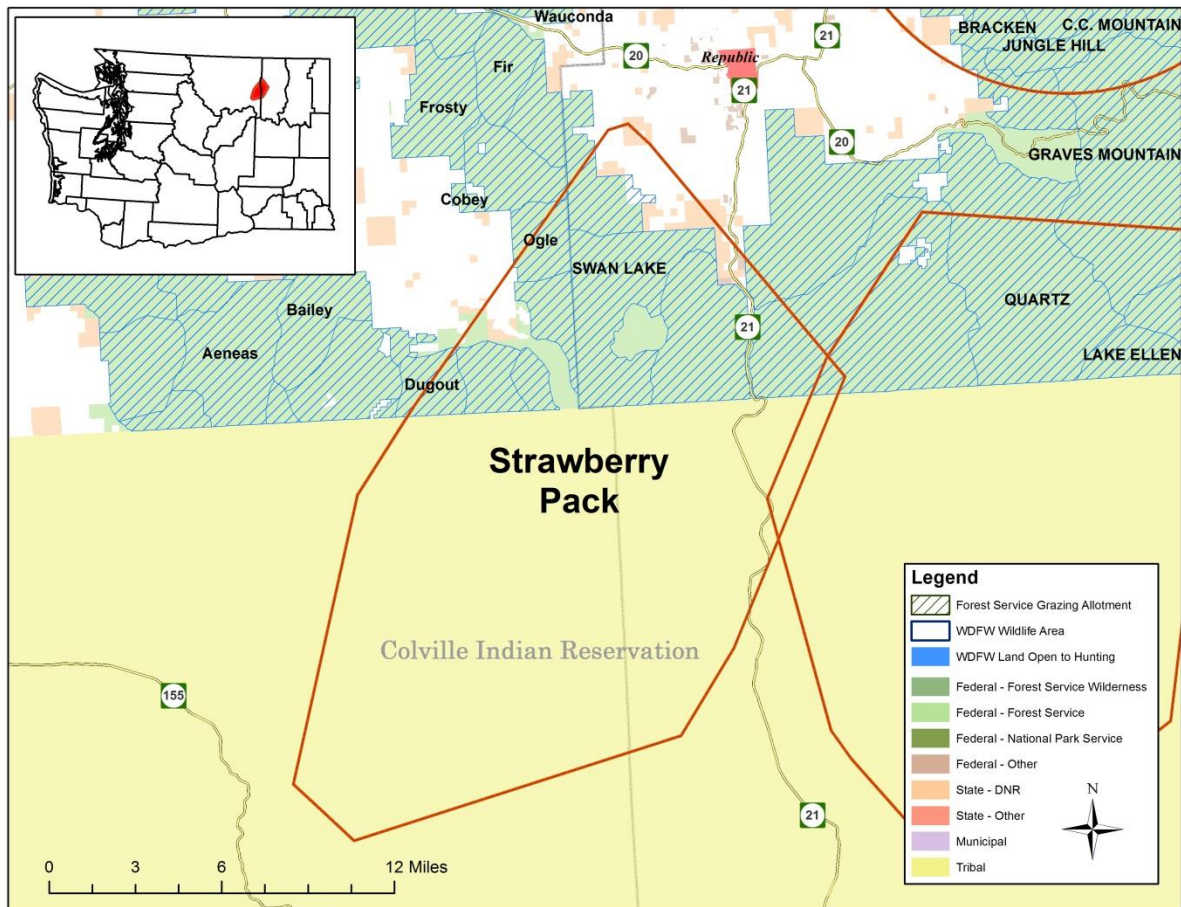 Wauconda
21
BRACKEN
C.C. MOUNTAIN
JUNGLE HILL
20
Republic
Fir
21
Frosty
20
GRAVES MOUNTAIN
Cobey
Ogle
SWAN LAKE
QUARTZ
Bailey
21
Aeneas
LAKE ELLEN
Dugout
Strawberry
Pack
Colville Indian Reservation
155
21
Legend
Forest Service Grazing Allotment
WDFW Wildlife Area
WDFW Land Open to Hunting
Federal - Forest Service Wilderness
Federal - Forest Service
Federal - National Park Service
Federal - Other
State - DNR
State - Other
Municipal
Tribal
N
0 3 6 12 Miles